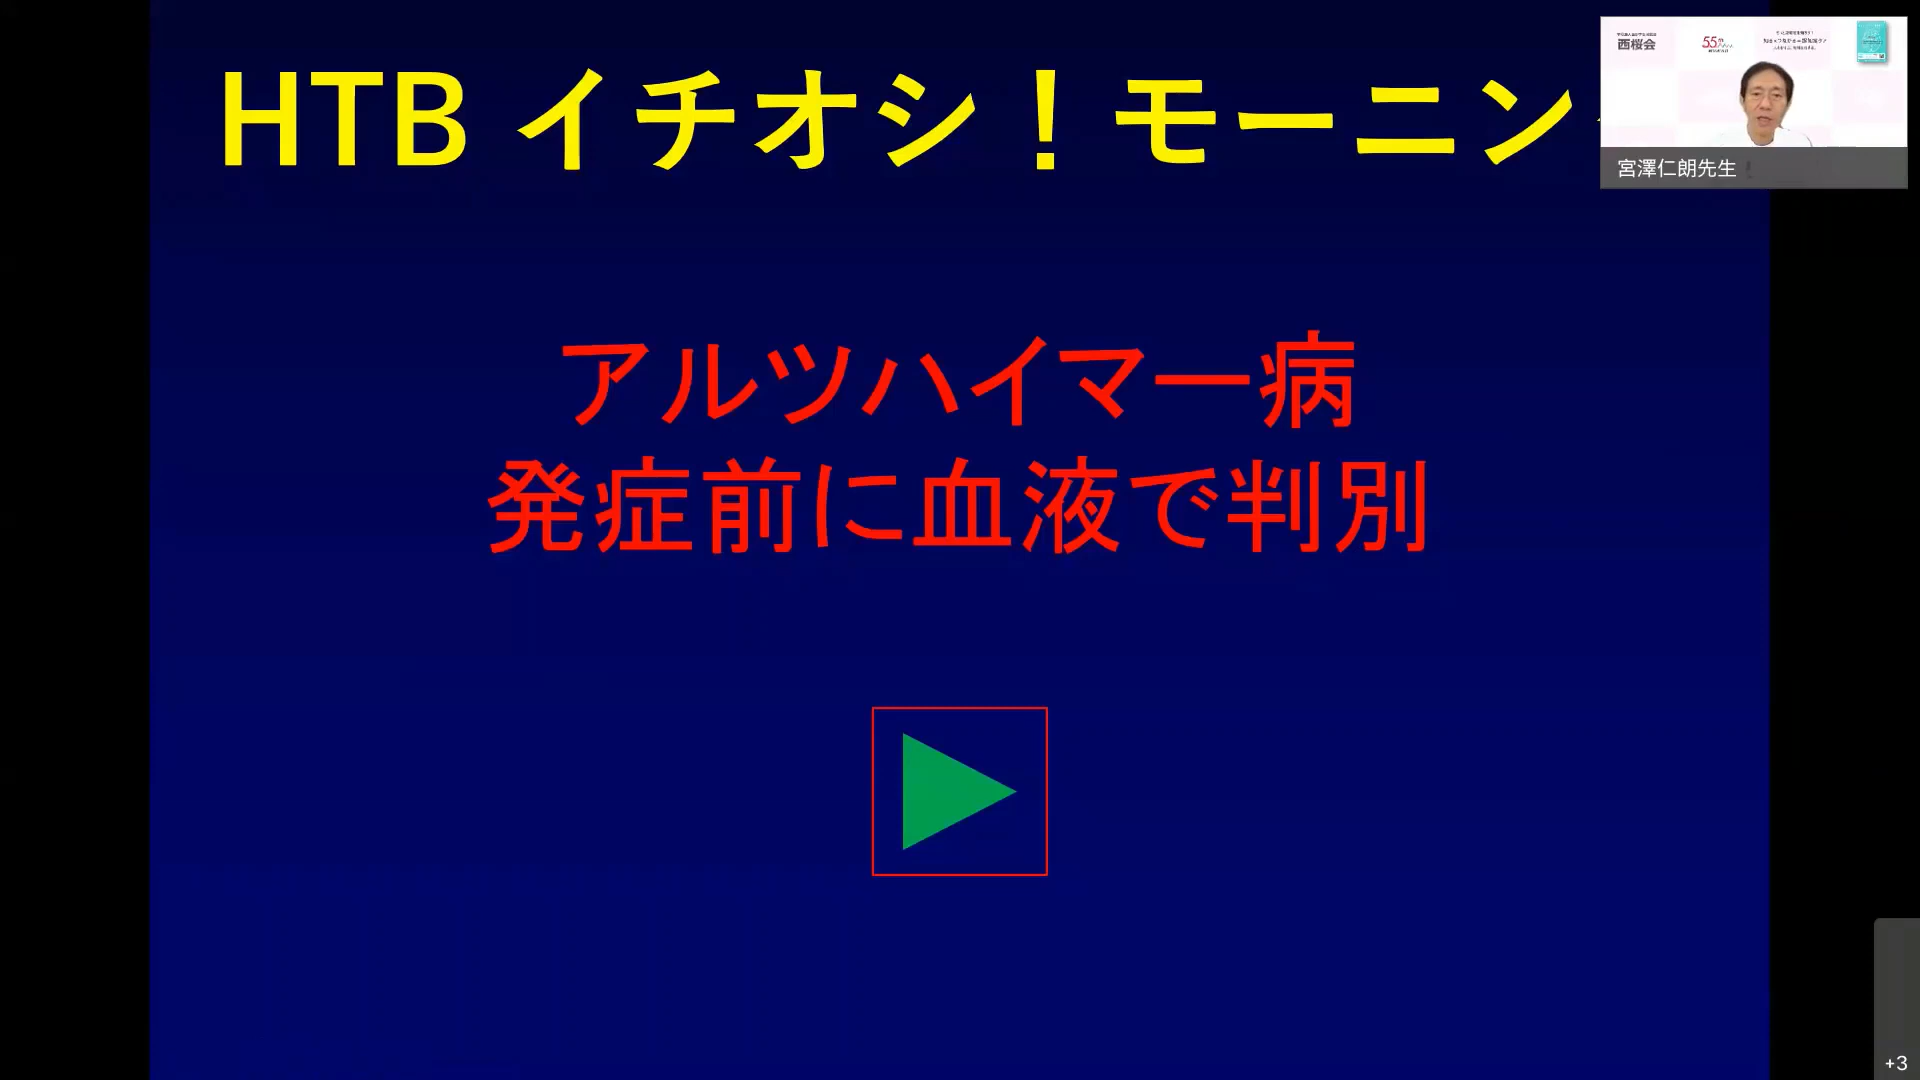 HTB イチオシ！モーニン
アルツハイマー病
発症前に血液で判別
西桜会
55
宮澤仁朗先生
+3